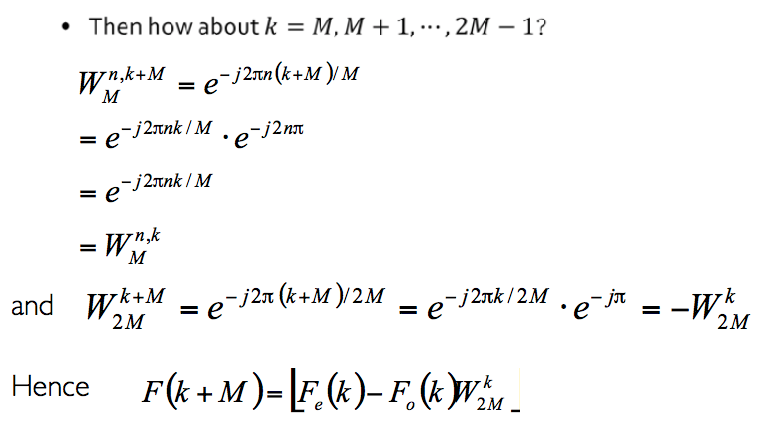 • Then how about k = M, M + 1, ⋯, 2M − 1?
W_M^{n,k+M} = e^{-j2πn(k+M)/M}
= e^{-j2πnk/M} · e^{-j2nπ}
= e^{-j2πnk/M}
= W_M^{n,k}
and W_{2M}^{k+M} = e^{-j2π(k+M)/2M} = e^{-j2πk/2M} · e^{-jπ} = -W_{2M}^k
Hence F(k + M) = ⌊F_e(k) – F_o(k)W_{2M}^k⌋